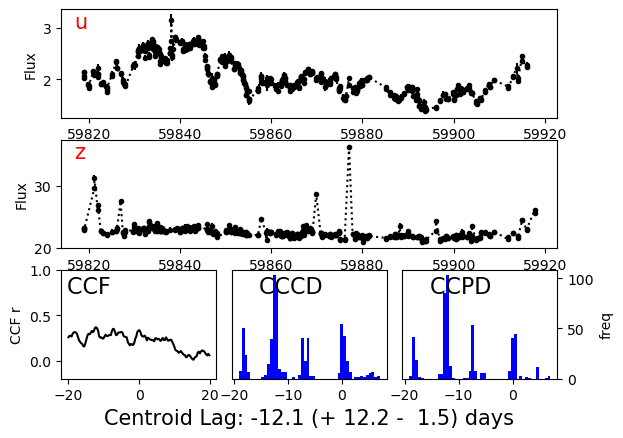 u
3
2
Flux
59820 59840 59860 59880 59900 59920
z
30
20
Flux
59820 59840 59860 59880 59900 59920
CCF
1.0
0.5
0.0
CCF r
−20 0 20
CCCD
−20 −10 0
CCPD
100
50
0
freq
−20 −10 0
Centroid Lag: -12.1 (+ 12.2 - 1.5) days